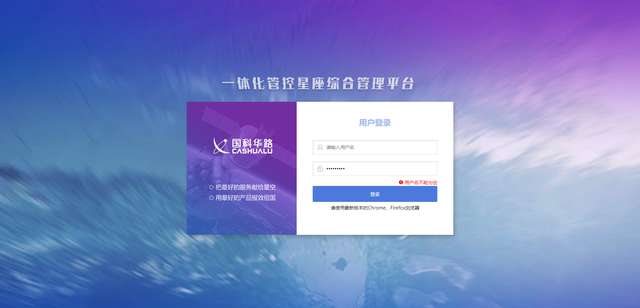 一体化管控星座综合管理平台
国科华路
CASHUALU
把最好的服务献给星空
用最好的产品报效祖国
用户登录
请输入用户名
•••••••••
用户名不能为空
登录
请使用最新版本的Chrome、Firefox浏览器